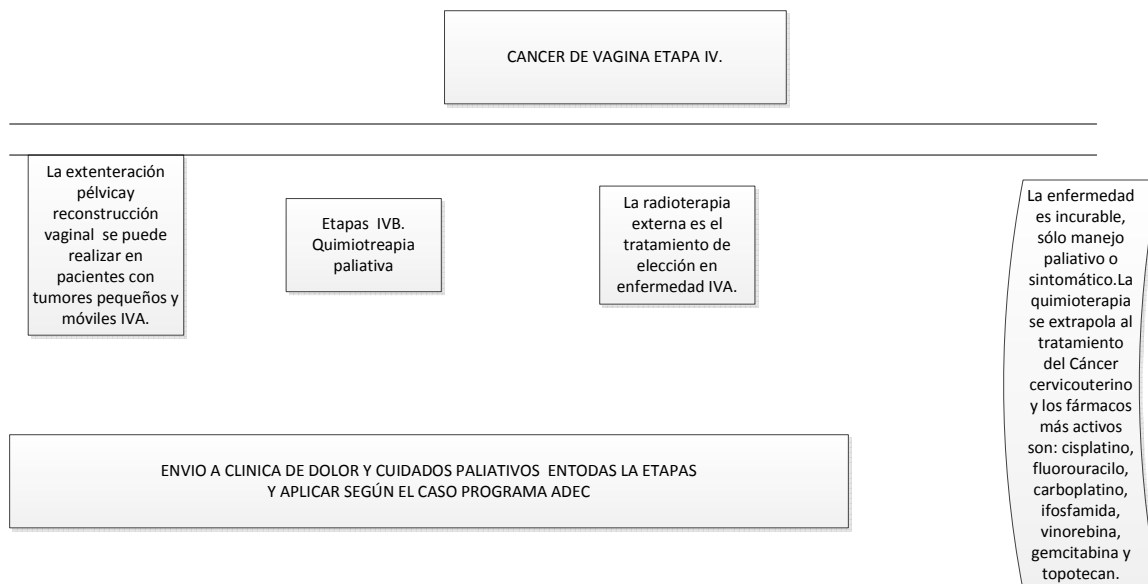 CANCER DE VAGINA ETAPA IV.
La extenteración
pélvicay
reconstrucción
vaginal se puede
realizar en
pacientes con
tumores pequeños y
móviles IVA.
Etapas IVB.
Quimiotreapia
paliativa
La radioterapia
externa es el
tratamiento de
elección en
enfermedad IVA.
La enfermedad
es incurable,
sólo manejo
paliativo o
sintomático.La
quimioterapia
se extrapola al
tratamiento
del Cáncer
cervicouterino
y los fármacos
más activos
son: cisplatino,
fluorouracilo,
carboplatino,
ifosfamida,
vinorebina,
gemcitabina y
topotecan.
ENVIO A CLINICA DE DOLOR Y CUIDADOS PALIATIVOS ENTODAS LA ETAPAS
Y APLICAR SEGÚN EL CASO PROGRAMA ADEC